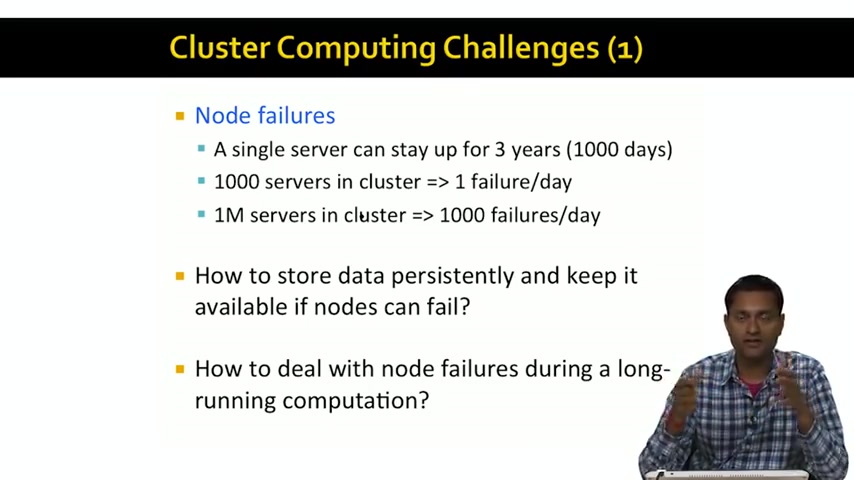 Cluster Computing Challenges (1)
Node failures
A single server can stay up for 3 years (1000 days)
1000 servers in cluster => 1 failure/day
1M servers in cluster => 1000 failures/day
How to store data persistently and keep it
available if nodes can fail?
How to deal with node failures during a long-
running computation?